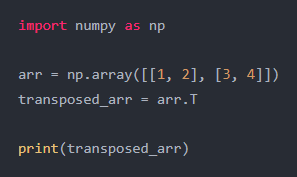 import numpy as np
arr = np.array([[1, 2], [3, 4]])
transposed_arr = arr.T
print(transposed_arr)